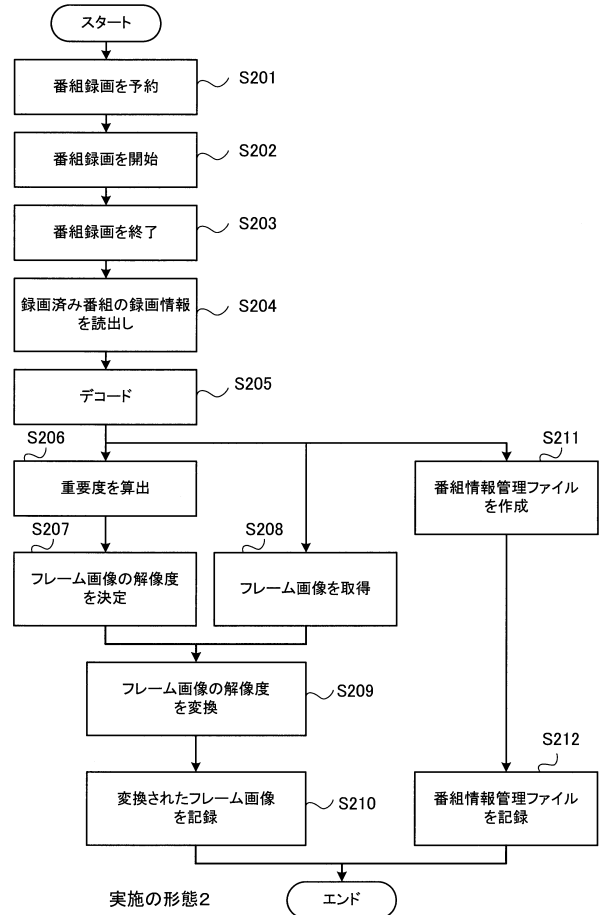 スタート
番組録画を予約
S201
番組録画を開始
S202
番組録画を終了
S203
録画済み番組の録画情報
を読出し
S204
デコード
S205
S206
重要度を算出
S211
番組情報管理ファイル
を作成
S207
フレーム画像の解像度
を決定
S208
フレーム画像を取得
フレーム画像の解像度
を変換
S209
変換されたフレーム画像
を記録
S210
S212
番組情報管理ファイル
を記録
実施の形態2
エンド